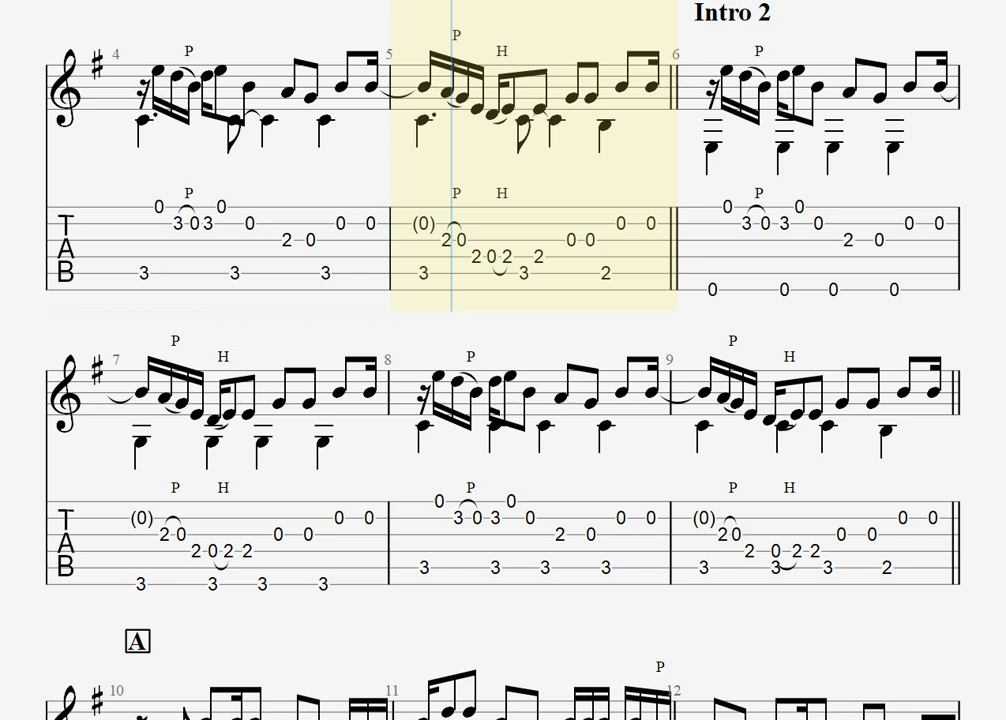 Intro 2
4 P 5 P H 6 P
P P H P
0 0 0 0
T 3 0 3 0 0 0 (0) 0 0 3 0 3 0 0 0
2 0 2 0 0 0 2 0
A 2 0 2 2
B 3 3 3 3 3 2
0 0 0 0
7 P H 8 P 9 P H
P H P P H
0 0
T (0) 0 0 3 0 3 0 0 0 (0) 0 0
2 0 0 0 2 0 2 0 0 0
A 2 0 2 2 2 0 2 2
B 3 3 3 3 3 3 3 2
3 3 3 3
A
P
10 11 12